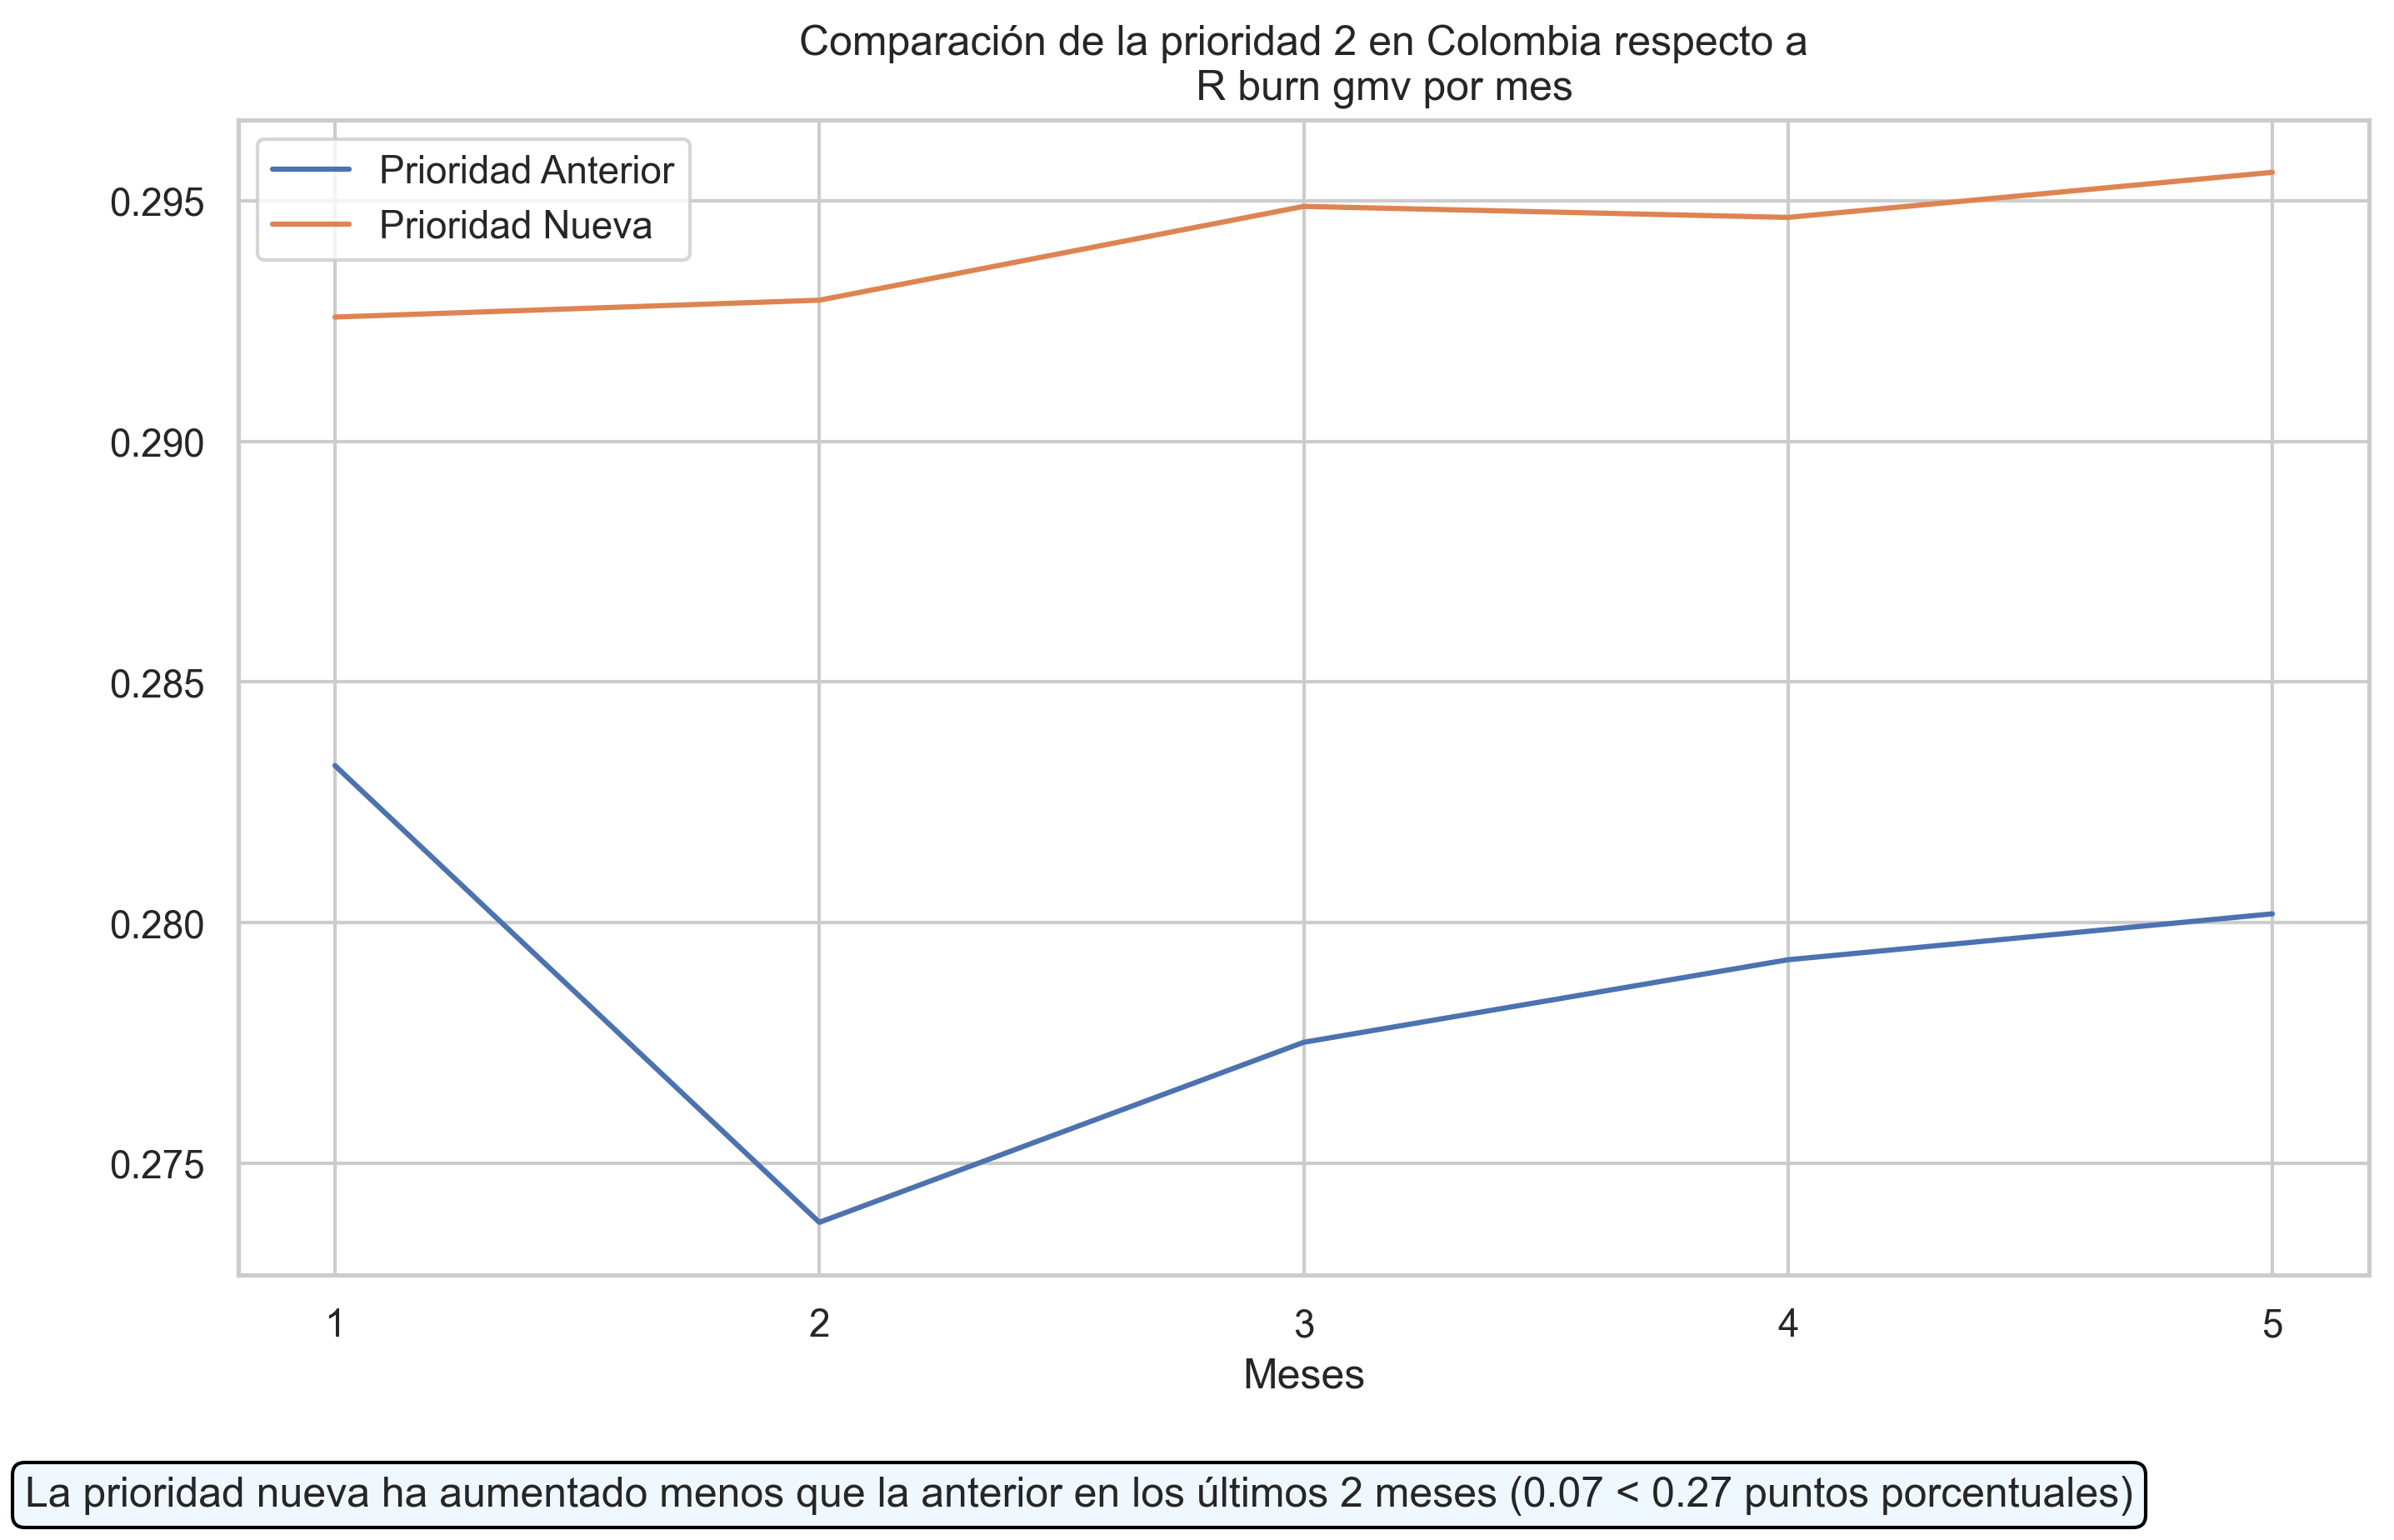 Comparación de la prioridad 2 en Colombia respecto a
R burn gmv por mes
Prioridad Anterior
Prioridad Nueva
0.295
0.290
0.285
0.280
0.275
1 2 3 4 5
Meses
La prioridad nueva ha aumentado menos que la anterior en los últimos 2 meses (0.07 < 0.27 puntos porcentuales)